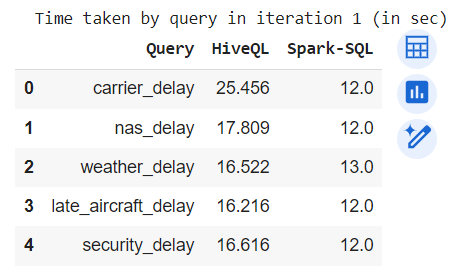 Time taken by query in iteration 1 (in sec)
Query HiveQL Spark-SQL
0 carrier_delay 25.456 12.0
1 nas_delay 17.809 12.0
2 weather_delay 16.522 13.0
3 late_aircraft_delay 16.216 12.0
4 security_delay 16.616 12.0